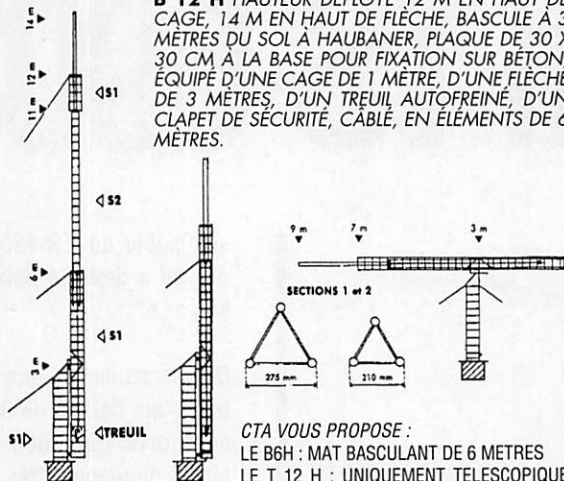 B 12 H HAUTEUR DÉPLOYÉ 12 M EN HAUT DE
CAGE, 14 M EN HAUT DE FLÈCHE, BASCULE À 3
MÈTRES DU SOL À HAUBANER, PLAQUE DE 30 X
30 CM À LA BASE POUR FIXATION SUR BÉTON,
ÉQUIPÉ D'UNE CAGE DE 1 MÈTRE, D'UNE FLÈCHE
DE 3 MÈTRES, D'UN TREUIL AUTOFREINÉ, D'UN
CLAPET DE SÉCURITÉ, CÂBLÉ, EN ÉLÉMENTS DE 6
MÈTRES.
14 m
12 m
11 m
S1
S2
6 m
S1
3 m
S1
TREUIL
9 m
7 m
3 m
SECTIONS 1 et 2
275 mm
210 mm
CTA VOUS PROPOSE :
LE B6H : MAT BASCULANT DE 6 METRES
LE T 12 H : UNIQUEMENT TELESCOPIQUE